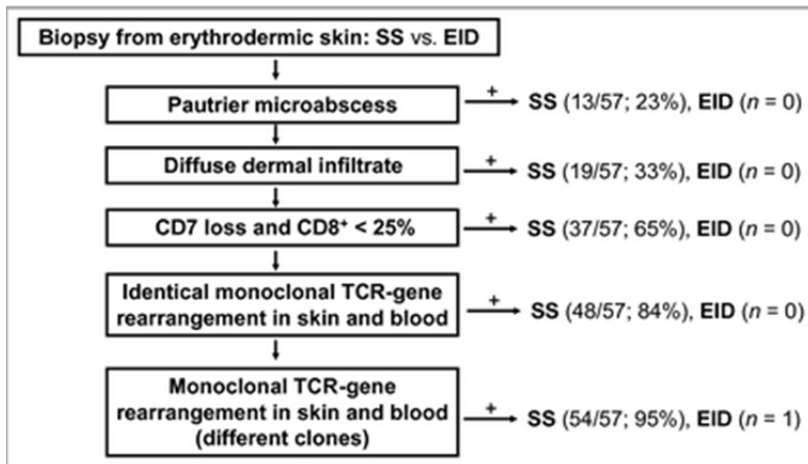 Biopsy from erythrodermic skin: SS vs. EID
Pautrier microabscess
+
SS (13/57; 23%), EID (n = 0)
Diffuse dermal infiltrate
+
SS (19/57; 33%), EID (n = 0)
CD7 loss and CD8⁺ < 25%
+
SS (37/57; 65%), EID (n = 0)
Identical monoclonal TCR-gene
rearrangement in skin and blood
+
SS (48/57; 84%), EID (n = 0)
Monoclonal TCR-gene
rearrangement in skin and blood
(different clones)
+
SS (54/57; 95%), EID (n = 1)